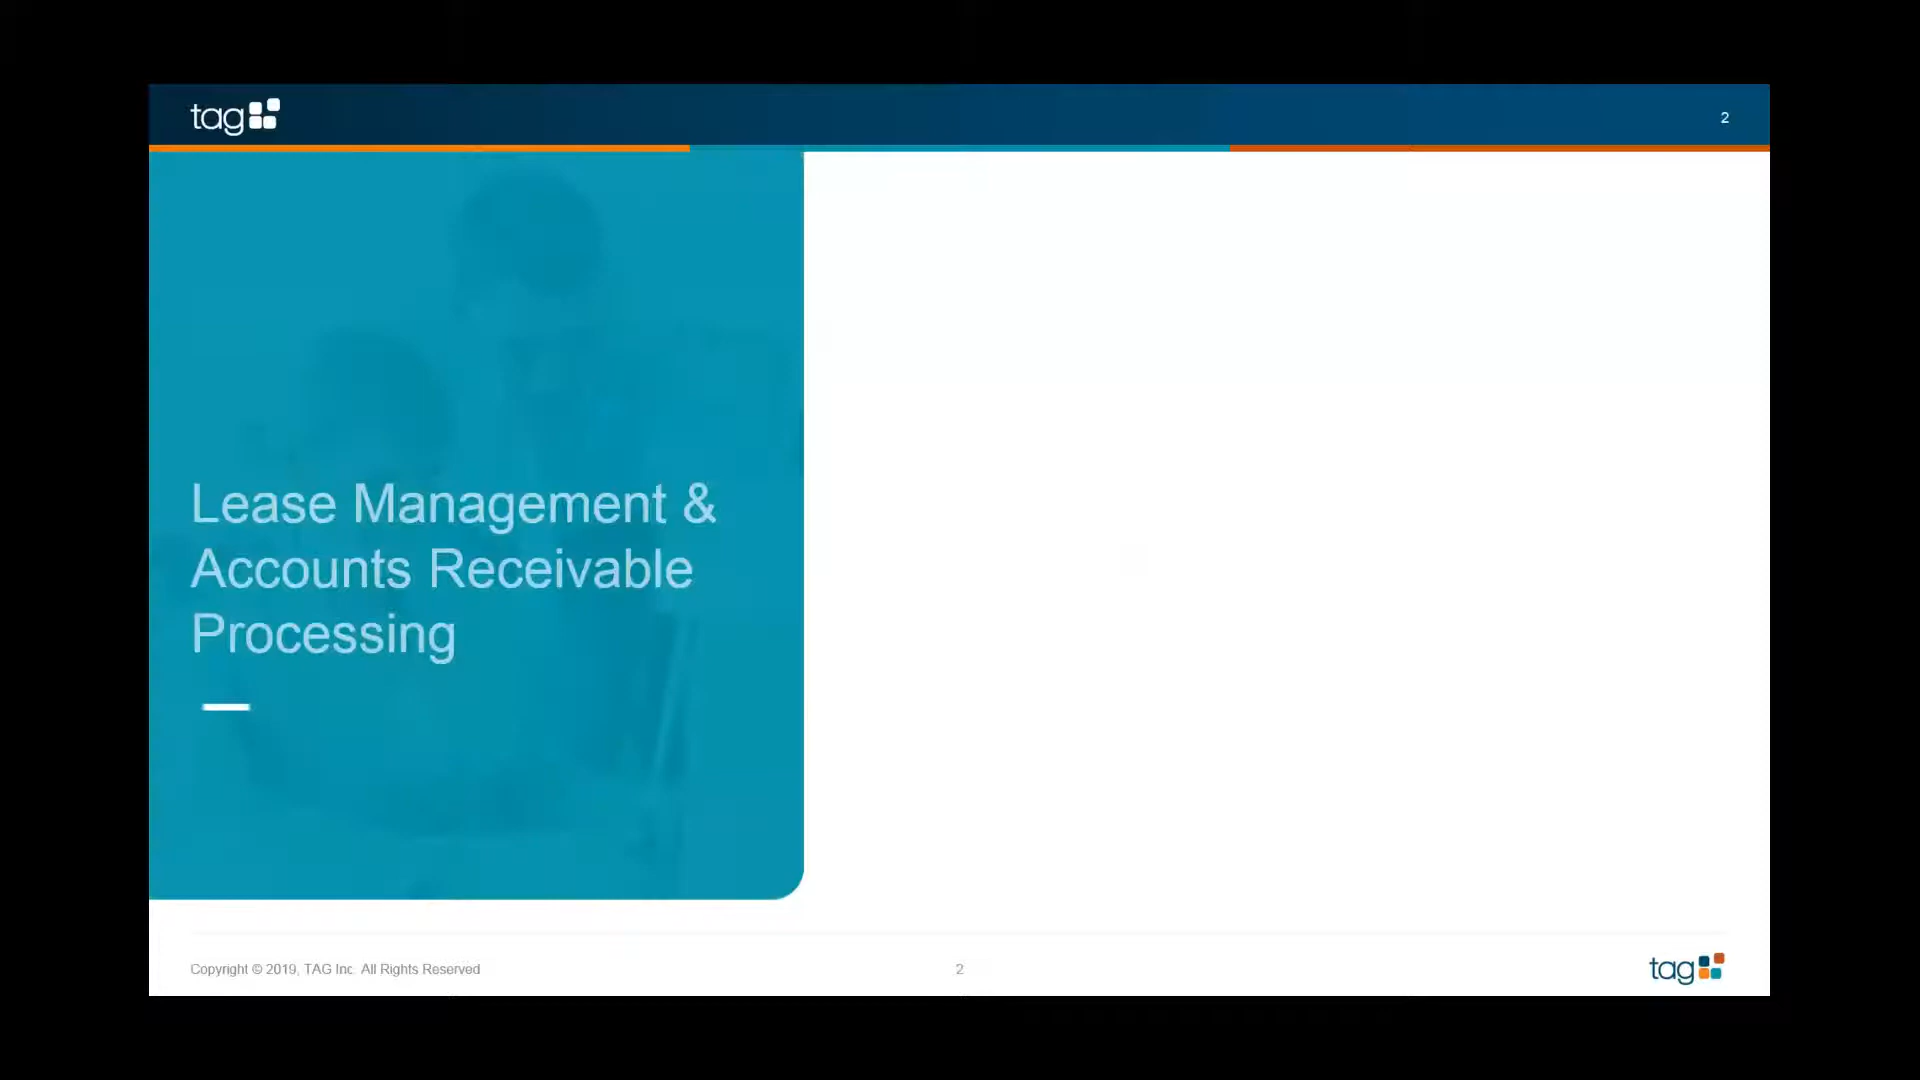 tag
2
Lease Management &
Accounts Receivable
Processing
Copyright © 2019, TAG Inc. All Rights Reserved
2
tag